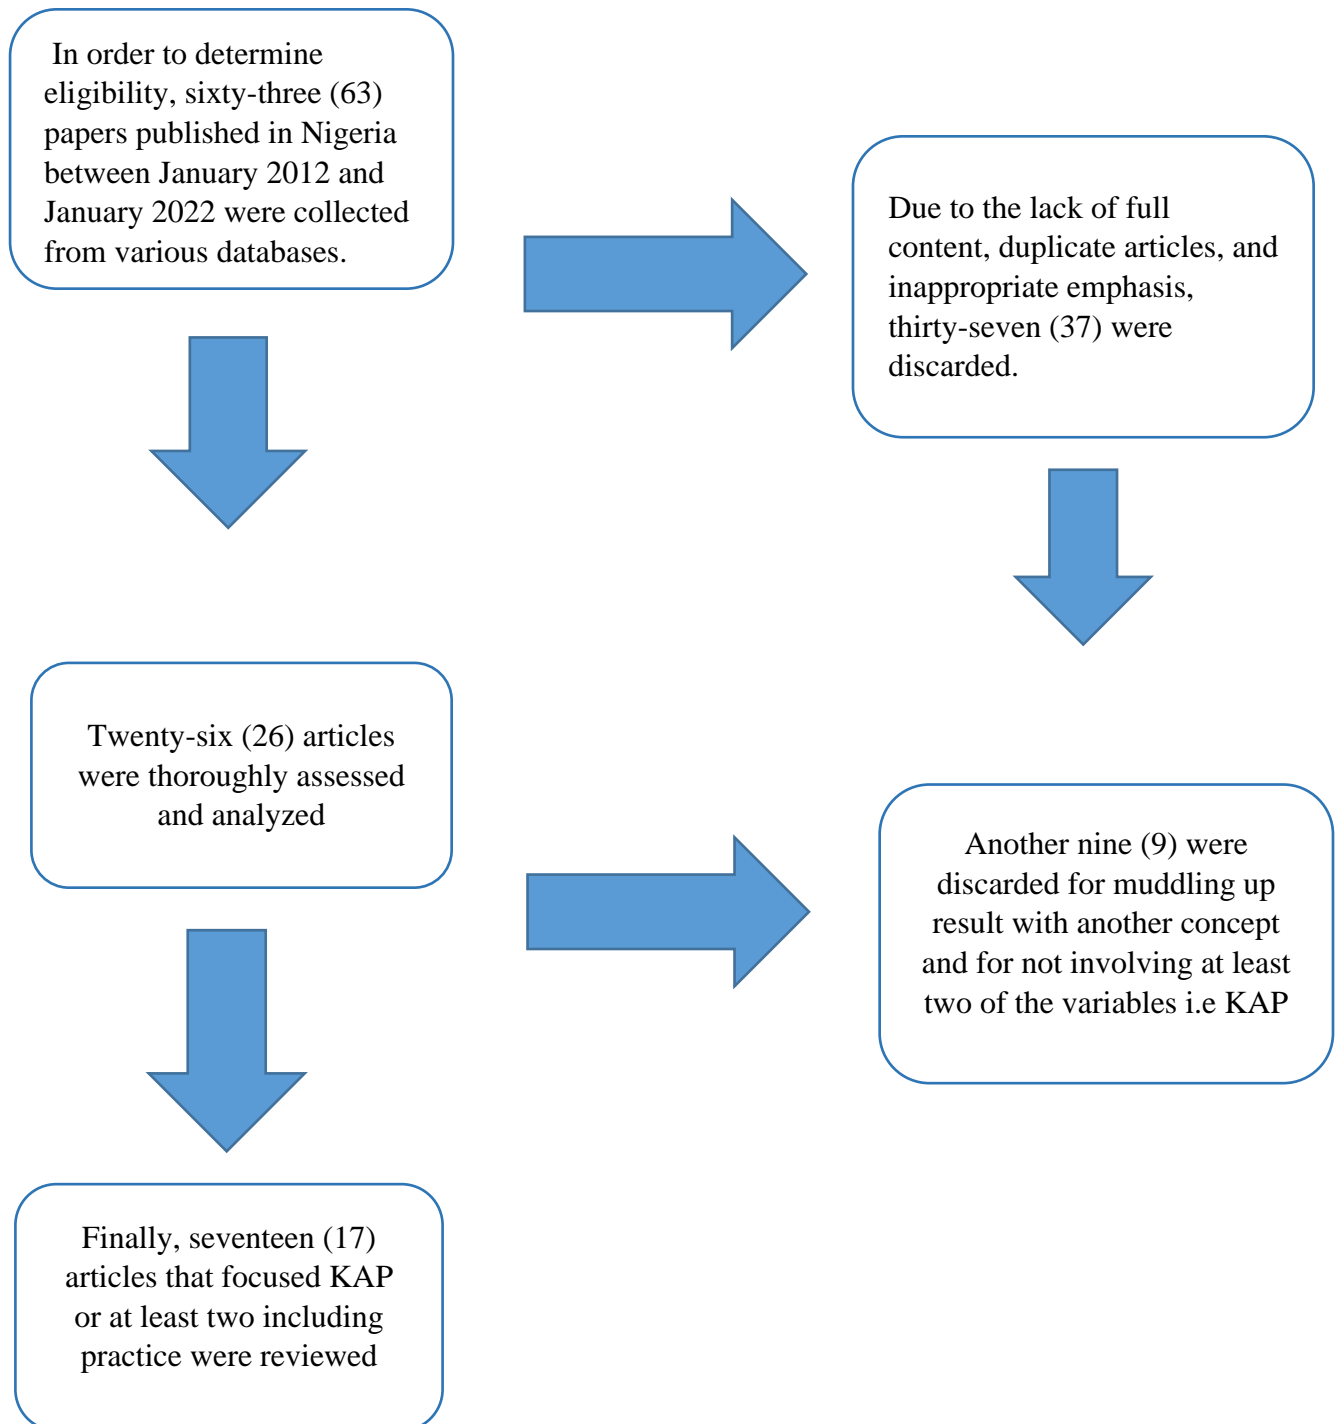 In order to determine
eligibility, sixty-three (63)
papers published in Nigeria
between January 2012 and
January 2022 were collected
from various databases.
Due to the lack of full
content, duplicate articles, and
inappropriate emphasis,
thirty-seven (37) were
discarded.
Twenty-six (26) articles
were thoroughly assessed
and analyzed
Another nine (9) were
discarded for muddling up
result with another concept
and for not involving at least
two of the variables i.e KAP
Finally, seventeen (17)
articles that focused KAP
or at least two including
practice were reviewed